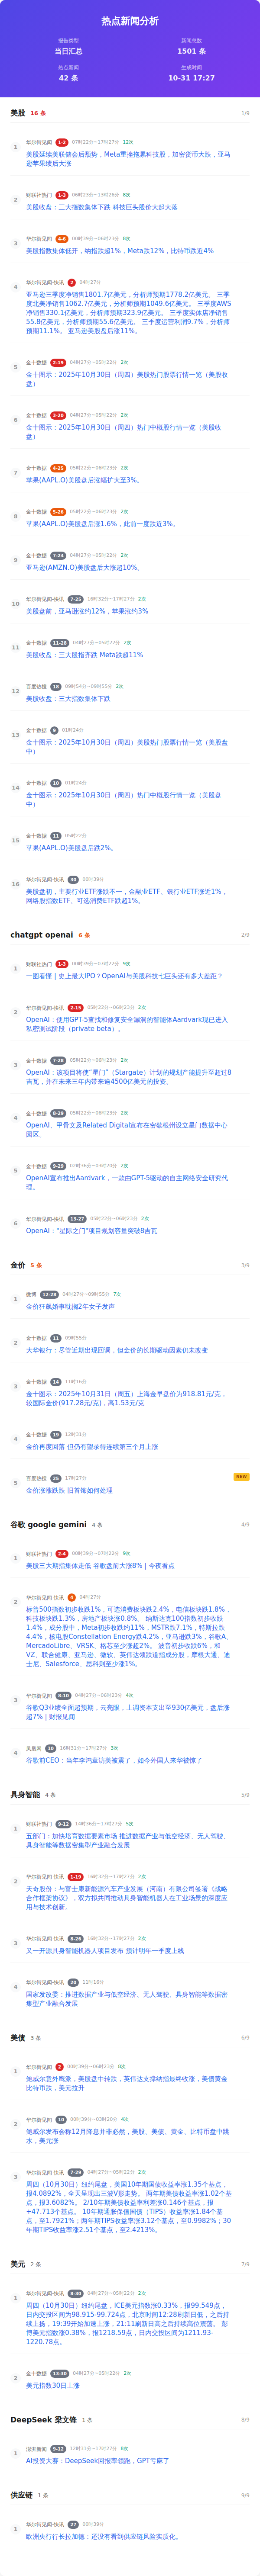 热点新闻分析
报告类型
新闻总数
当日汇总
1501 条
热点新闻
生成时间
42 条
10-31 17:27
美股 16 条 1/9
1
华尔街见闻 1-2 07时22分~17时27分 12次
美股延续美联储会后颓势，Meta重挫拖累科技股，加密货币大跌，亚马
逊苹果绩后大涨
2
财联社热门 1-3 06时23分~13时26分 8次
美股收盘：三大指数集体下跌 科技巨头股价大起大落
3
华尔街见闻 4-6 00时39分~06时23分 8次
美股指数集体低开，纳指跌超1%，Meta跌12%，比特币跌近4%
4
华尔街见闻-快讯 2 04时27分
亚马逊三季度净销售1801.7亿美元，分析师预期1778.2亿美元。 三季
度北美净销售1062.7亿美元，分析师预期1049.6亿美元。 三季度AWS
净销售330.1亿美元，分析师预期323.9亿美元。 三季度实体店净销售
55.8亿美元，分析师预期55.6亿美元。 三季度运营利润9.7%，分析师
预期11.1%。 亚马逊美股盘后涨11%。
5
金十数据 2-19 04时27分~05时22分 2次
金十图示：2025年10月30日（周四）美股热门股票行情一览（美股收
盘）
6
金十数据 3-20 04时27分~05时22分 2次
金十图示：2025年10月30日（周四）热门中概股行情一览（美股收
盘）
7
金十数据 4-25 05时22分~06时23分 2次
苹果(AAPL.O)美股盘后涨幅扩大至3%。
8
金十数据 5-26 05时22分~06时23分 2次
苹果(AAPL.O)美股盘后涨1.6%，此前一度跌近3%。
9
金十数据 7-24 04时27分~05时22分 2次
亚马逊(AMZN.O)美股盘后大涨超10%。
10
华尔街见闻-快讯 7-25 16时32分~17时27分 2次
美股盘前，亚马逊涨约12%，苹果涨约3%
11
金十数据 11-28 04时27分~05时22分 2次
美股收盘：三大股指齐跌 Meta跌超11%
12
百度热搜 18 09时54分~09时55分 2次
美股收盘：三大指数集体下跌
13
金十数据 9 01时24分
金十图示：2025年10月30日（周四）美股热门股票行情一览（美股盘
中）
14
金十数据 10 01时24分
金十图示：2025年10月30日（周四）热门中概股行情一览（美股盘
中）
15
金十数据 11 05时22分
苹果(AAPL.O)美股盘后跌2%。
16
华尔街见闻-快讯 30 00时39分
美股盘初，主要行业ETF涨跌不一，金融业ETF、银行业ETF涨近1%，
网络股指数ETF、可选消费ETF跌超1%。
chatgpt openai 6 条 2/9
1
财联社热门 1-3 00时39分~07时22分 9次
一图看懂｜史上最大IPO？OpenAI与美股科技七巨头还有多大差距？
2
华尔街见闻-快讯 2-15 05时22分~06时23分 2次
OpenAI：使用GPT-5查找和修复安全漏洞的智能体Aardvark现已进入
私密测试阶段（private beta）。
3
金十数据 7-28 05时22分~06时23分 2次
OpenAI：该项目将使“星门”（Stargate）计划的规划产能提升至超过8
吉瓦，并在未来三年内带来逾4500亿美元的投资。
4
金十数据 8-29 05时22分~06时23分 2次
OpenAI、甲骨文及Related Digital宣布在密歇根州设立星门数据中心
园区。
5
金十数据 9-29 02时36分~03时20分 2次
OpenAI宣布推出Aardvark，一款由GPT-5驱动的自主网络安全研究代
理。
6
华尔街见闻-快讯 13-27 05时22分~06时23分 2次
OpenAI：“星际之门”项目规划容量突破8吉瓦
金价 5 条 3/9
1
微博 12-28 04时27分~09时55分 7次
金价狂飙婚事耽搁2年女子发声
2
金十数据 11 09时55分
大华银行：尽管近期出现回调，但金价的长期驱动因素仍未改变
3
金十数据 14 11时16分
金十图示：2025年10月31日（周五）上海金早盘价为918.81元/克，
较国际金价(917.28元/克)，高1.53元/克
4
金十数据 19 12时31分
金价再度回落 但仍有望录得连续第三个月上涨
5
百度热搜 25 17时27分 NEW
金价涨涨跌跌 旧首饰如何处理
谷歌 google gemini 4 条 4/9
1
财联社热门 2-4 00时39分~07时22分 9次
美股三大期指集体走低 谷歌盘前大涨8% | 今夜看点
2
华尔街见闻-快讯 4 04时27分
标普500指数初步收跌1%，可选消费板块跌2.4%，电信板块跌1.8%，
科技板块跌1.3%，房地产板块涨0.8%。 纳斯达克100指数初步收跌
1.4%，成分股中，Meta初步收跌约11%，MSTR跌7.1%，特斯拉跌
4.4%，核电股Constellation Energy跌4.2%，亚马逊跌3%，谷歌A、
MercadoLibre、VRSK、格芯至少涨超2%。 波音初步收跌6%，和
VZ、联合健康、亚马逊、微软、英伟达领跌道指成分股，摩根大通、迪
士尼、Salesforce、思科则至少涨1%。
3
华尔街见闻 8-10 04时27分~06时23分 4次
谷歌Q3业绩全面超预期，云亮眼，上调资本支出至930亿美元，盘后涨
超7% | 财报见闻
4
凤凰网 10 16时31分~17时27分 3次
谷歌前CEO：当年李鸿章访美被震了，如今外国人来华被惊了
具身智能 4 条 5/9
1
财联社热门 9-12 14时36分~17时27分 5次
五部门：加快培育数据要素市场 推进数据产业与低空经济、无人驾驶、
具身智能等数据密集型产业融合发展
2
华尔街见闻-快讯 1-19 16时32分~17时27分 2次
天奇股份：与富士康新能源汽车产业发展（河南）有限公司签署《战略
合作框架协议》，双方拟共同推动具身智能机器人在工业场景的深度应
用与技术创新。
3
华尔街见闻-快讯 8-26 16时32分~17时27分 2次
又一开源具身智能机器人项目发布 预计明年一季度上线
4
华尔街见闻-快讯 20 11时16分
国家发改委：推进数据产业与低空经济、无人驾驶、具身智能等数据密
集型产业融合发展
美债 3 条 6/9
1
华尔街见闻 2 00时39分~06时23分 8次
鲍威尔意外鹰派，美股盘中转跌，英伟达支撑纳指最终收涨，美债黄金
比特币跌，美元拉升
2
华尔街见闻 10 00时39分~03时20分 4次
鲍威尔发布会称12月降息并非必然，美股、美债、黄金、比特币盘中跳
水，美元涨
3
华尔街见闻-快讯 7-29 04时27分~05时22分 2次
周四（10月30日）纽约尾盘，美国10年期国债收益率涨1.35个基点，
报4.0892%，全天呈现出三波V形走势。 两年期美债收益率涨1.02个基
点，报3.6082%。 2/10年期美债收益率利差涨0.146个基点，报
+47.713个基点。 10年期通胀保值国债（TIPS）收益率涨1.84个基
点，至1.7921%；两年期TIPS收益率涨3.12个基点，至0.9982%；30
年期TIPS收益率涨2.51个基点，至2.4213%。
美元 2 条 7/9
1
华尔街见闻-快讯 8-30 04时27分~05时22分 2次
周四（10月30日）纽约尾盘，ICE美元指数涨0.33%，报99.549点，
日内交投区间为98.915-99.724点，北京时间12:28刷新日低，之后持
续上扬，19:39开始加速上涨，21:11刷新日高之后持续高位震荡。 彭
博美元指数涨0.38%，报1218.59点，日内交投区间为1211.93-
1220.78点。
2
金十数据 13-30 04时27分~05时22分 2次
美元指数30日上涨
DeepSeek 梁文锋 1 条 8/9
1
澎湃新闻 9-12 12时31分~17时27分 8次
AI投资大赛：DeepSeek回报率领跑，GPT亏麻了
供应链 1 条 9/9
1
华尔街见闻-快讯 27 00时39分
欧洲央行行长拉加德：还没有看到供应链风险实质化。